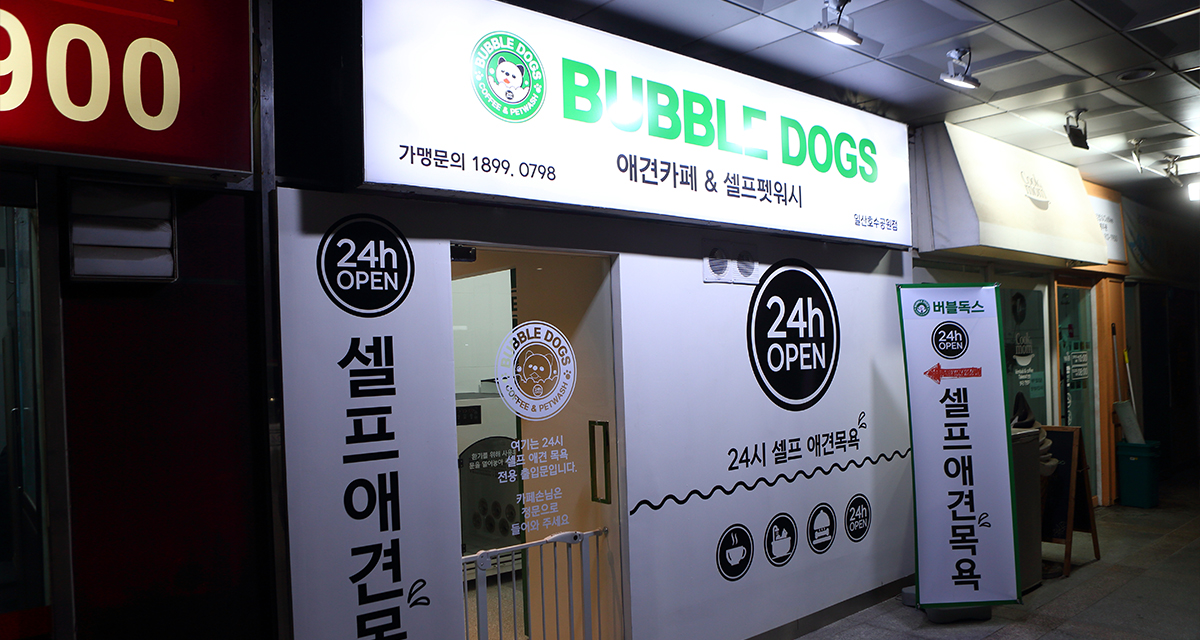 900
BUBBLE DOGS
COFFEE & PETWASH
BUBBLE DOGS
가맹문의 1899. 0798
애견카페 & 셀프펫워시
일산호수공원점
24h
OPEN
셀프애견목
BUBBLE DOGS
COFFEE & PETWASH
여기는 24시
셀프 애견 목욕
전용 출입문입니다.
카페손님은
정문으로
들어와 주세요
24h
OPEN
24시 셀프 애견목욕
24h
OPEN
버블독스
24h
OPEN
셀프애견목욕